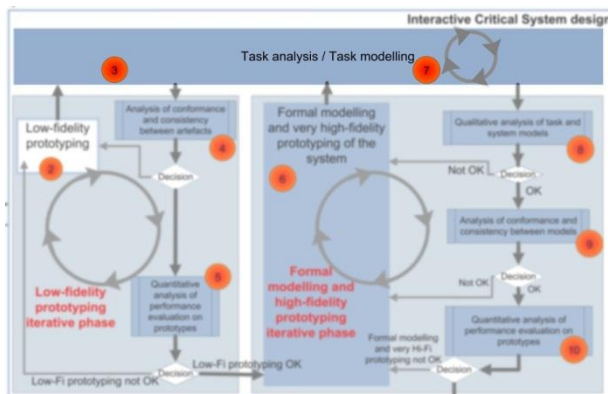 Interactive Critical System design
Task analysis / Task modelling
3
7
Low-fidelity
prototyping
2
Analysis of conformance
and consistency
between artefacts
4
Decision
Low-fidelity
prototyping
iterative phase
5
Quantitative
analysis of
performance
evaluation on
prototypes
Decision
Low-Fi prototyping not OK
Low-Fi prototyping OK
Formal modelling
and very high-fidelity
prototyping of the
system
6
Formal
modelling and
high-fidelity
prototyping
iterative phase
Qualitative analysis of task
and system models
8
Not OK
Decision
OK
Analysis of conformance and
consistency between models
9
Not OK
Decision
OK
Quantitative analysis of
performance evaluation on
prototypes
10
Formal modelling
and very Hi-Fi
prototyping not OK
Decision